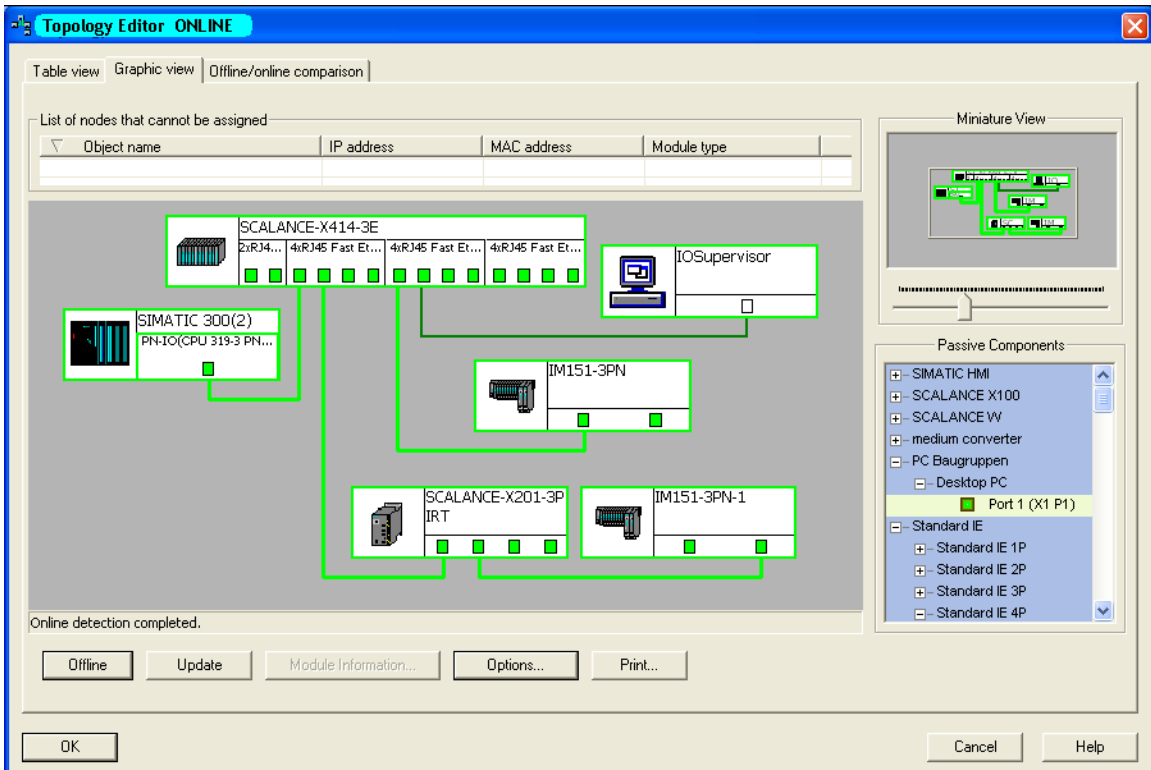 Topology Editor ONLINE
Table view Graphic view Offline/online comparison
List of nodes that cannot be assigned
Object name IP address MAC address Module type
SCALANCE-X414-3E
2xRJ4... 4xRJ45 Fast Et... 4xRJ45 Fast Et... 4xRJ45 Fast Et...
IOSupervisor
SIMATIC 300(2)
PN-IO(CPU 319-3 PN...
IM151-3PN
SCALANCE-X201-3P
IRT
IM151-3PN-1
Online detection completed.
Offline Update Module Information... Options... Print...
Miniature View
Passive Components
SIMATIC HMI
SCALANCE X100
SCALANCE W
medium converter
PC Baugruppen
Desktop PC
Port 1 (X1 P1)
Standard IE
Standard IE 1P
Standard IE 2P
Standard IE 3P
Standard IE 4P
OK Cancel Help